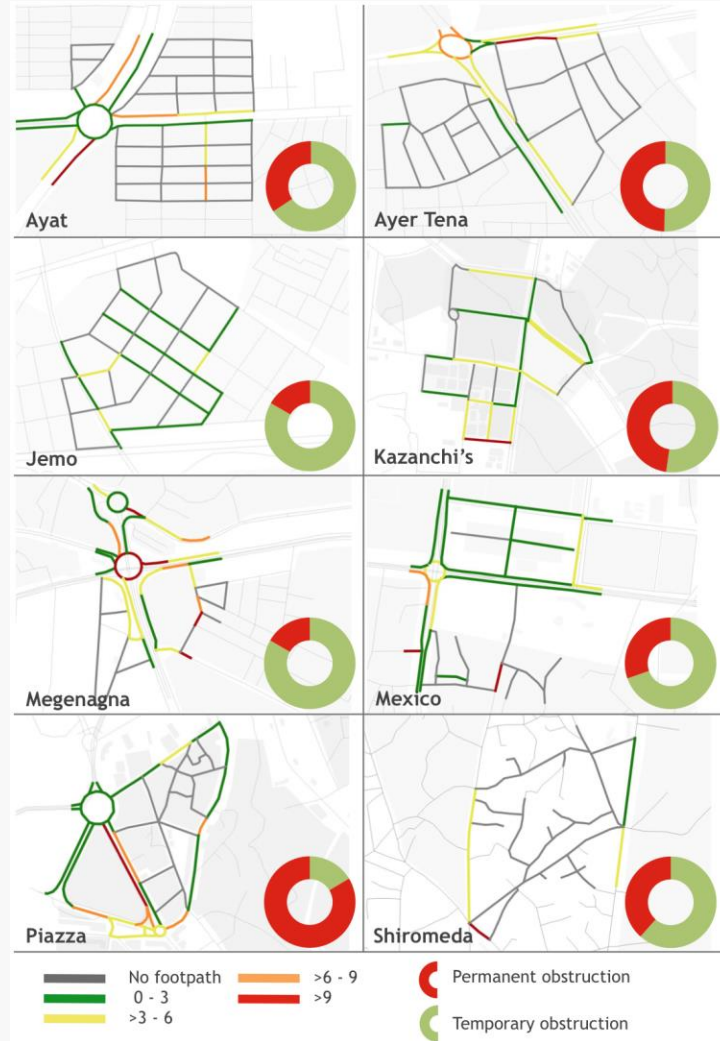 Ayat
Ayer Tena
Jemo
Kazanchi's
Megenagna
Mexico
Piazza
Shiromeda
No footpath
0 - 3
>3 - 6
>6 - 9
>9
Permanent obstruction
Temporary obstruction